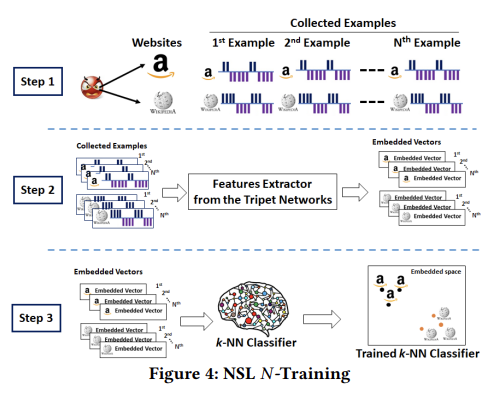 Collected Examples
Websites
1st Example 2nd Example Nth Example
Step 1
a
a a a
WIKIPEDIA
WIKIPEDIA WIKIPEDIA WIKIPEDIA
Collected Examples
1st
2nd
Nth
a
a
a
1st
2nd
Nth
WIKIPEDIA
Step 2
Features Extractor
from the Tripet Networks
Embedded Vectors
1st
2nd
Nth
a Embedded Vector
a Embedded Vector
a Embedded Vector
1st
2nd
Nth
Embedded Vector
Embedded Vector
Embedded Vector
Step 3
Embedded Vectors
1st
2nd
Nth
a Embedded Vector
a Embedded Vector
a Embedded Vector
1st
2nd
Nth
Embedded Vector
Embedded Vector
Embedded Vector
k-NN Classifier
Embedded space
a
a a
Trained k-NN Classifier
Figure 4: NSL N-Training